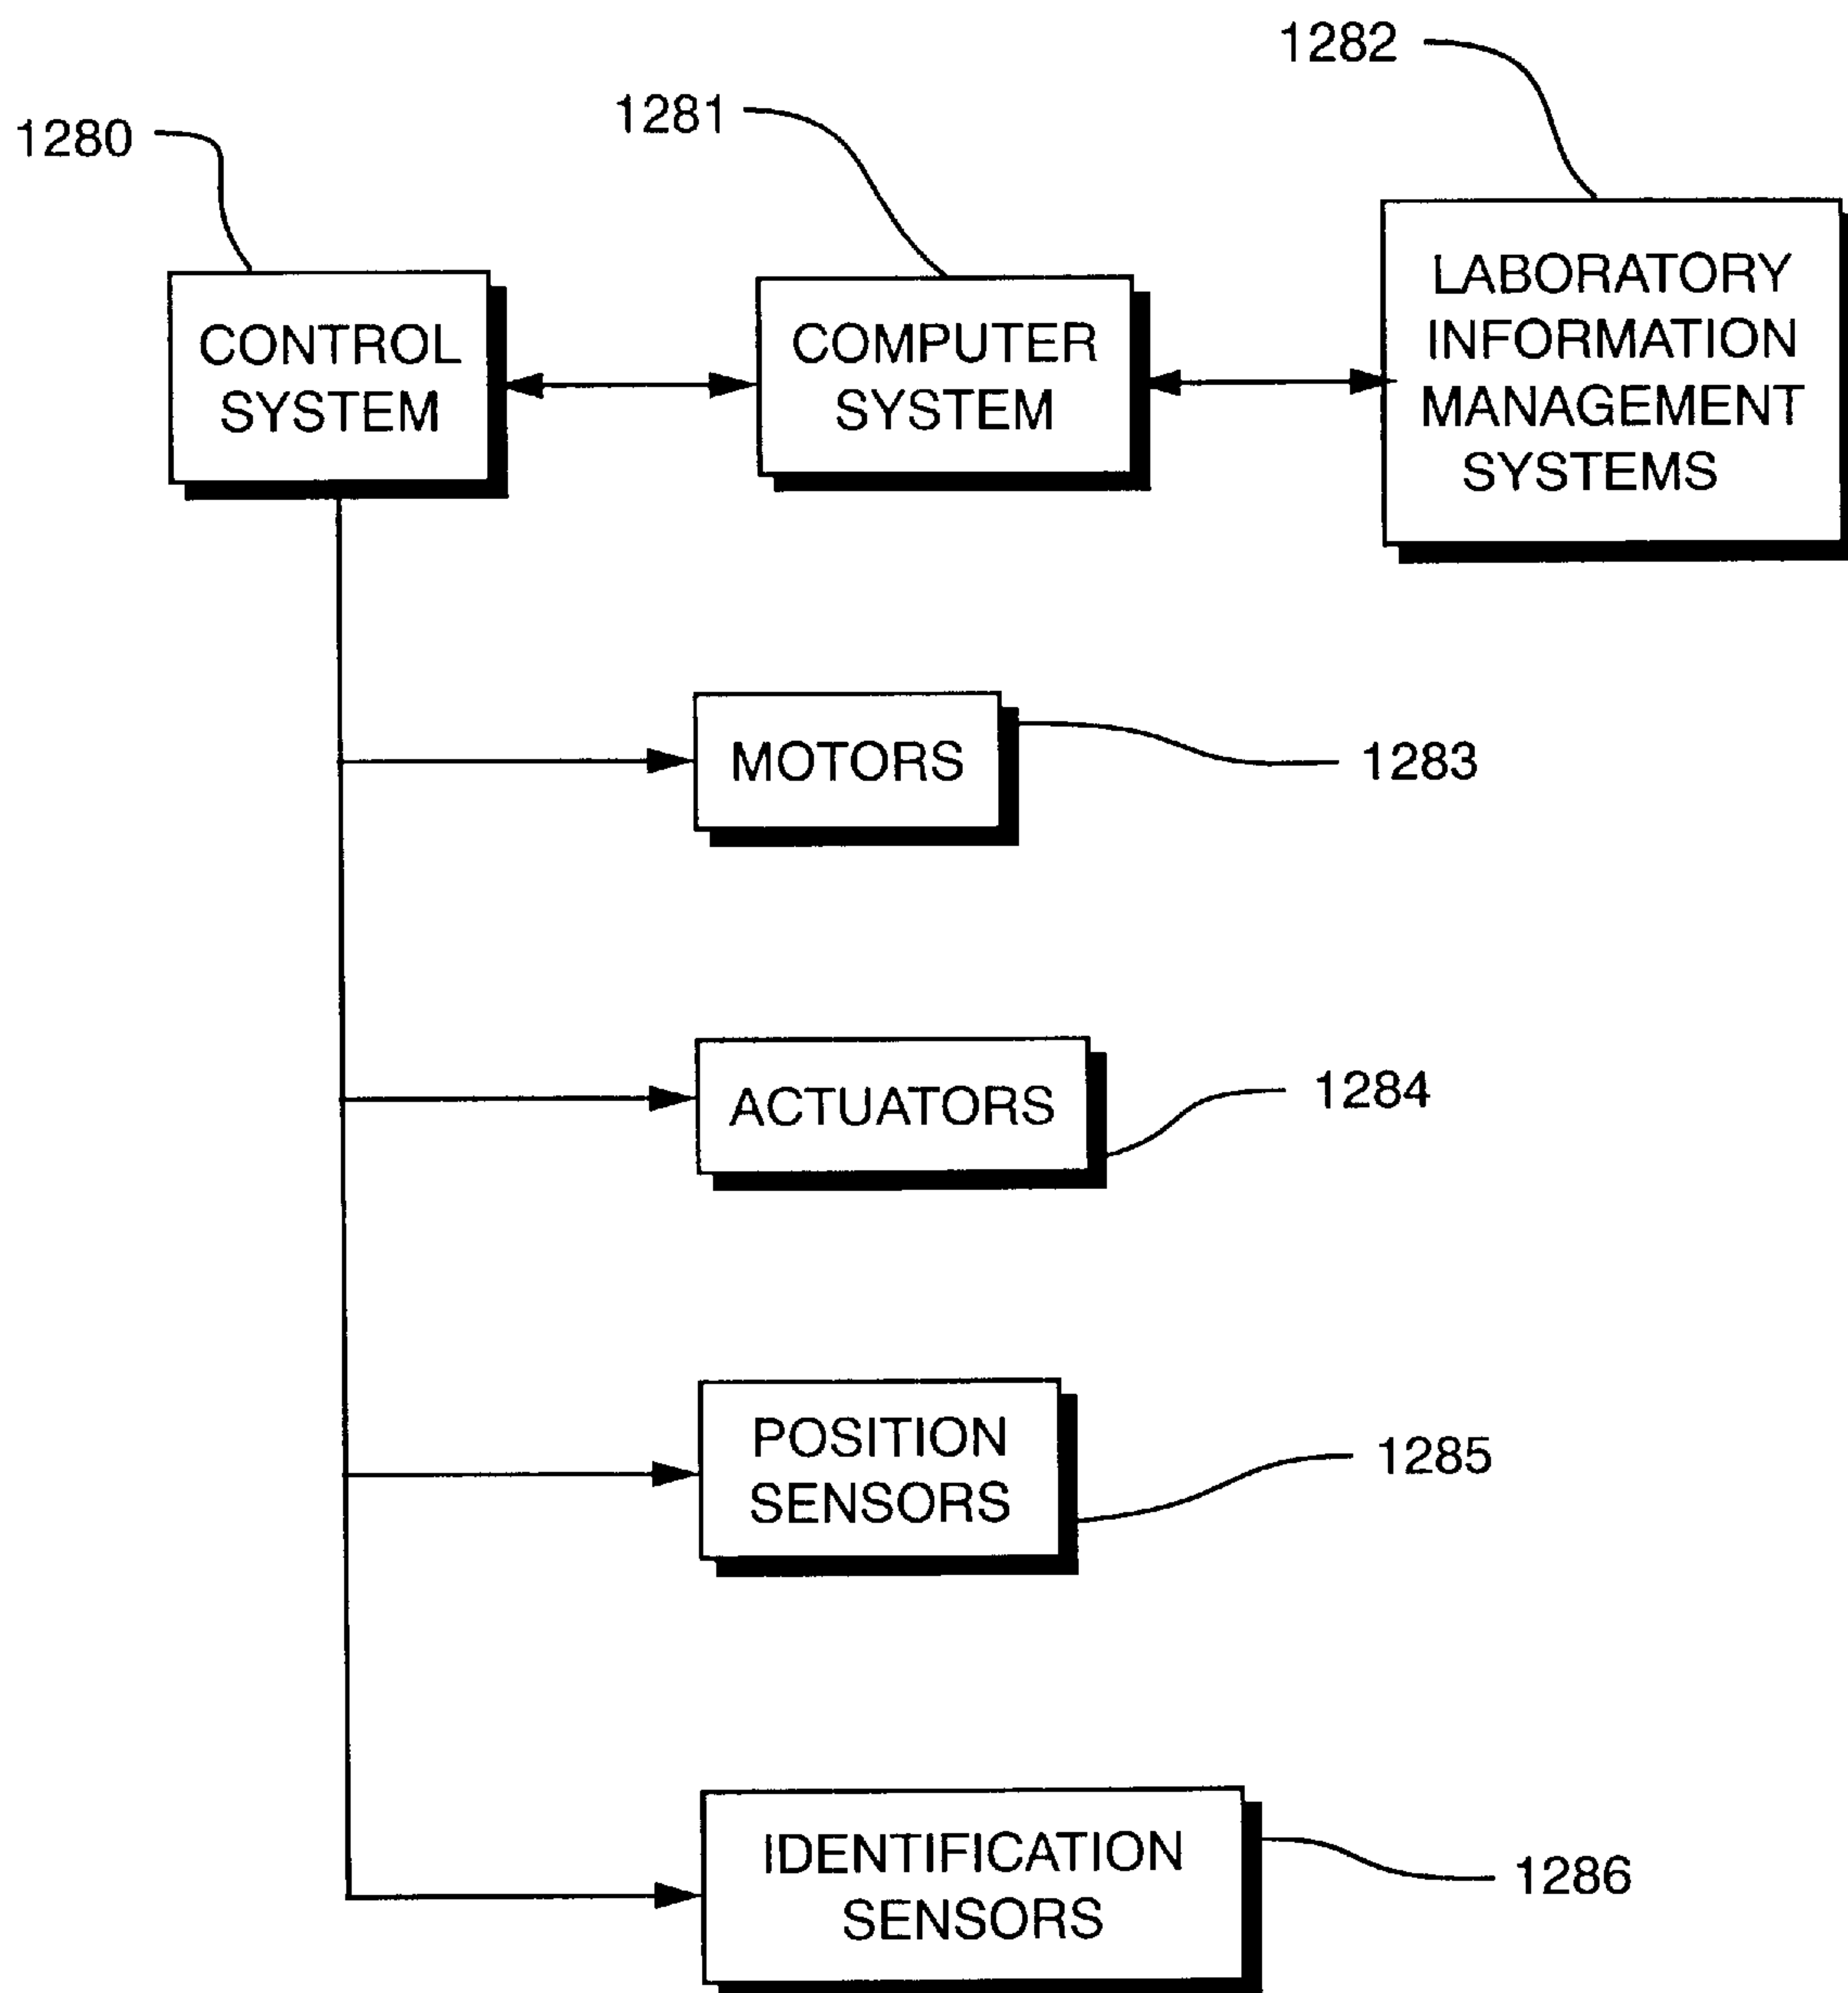 1282
1281
1280
LABORATORY
INFORMATION
MANAGEMENT
SYSTEMS
CONTROL
SYSTEM
COMPUTER
SYSTEM
MOTORS
1283
ACTUATORS
1284
POSITION
SENSORS
1285
IDENTIFICATION
SENSORS
1286